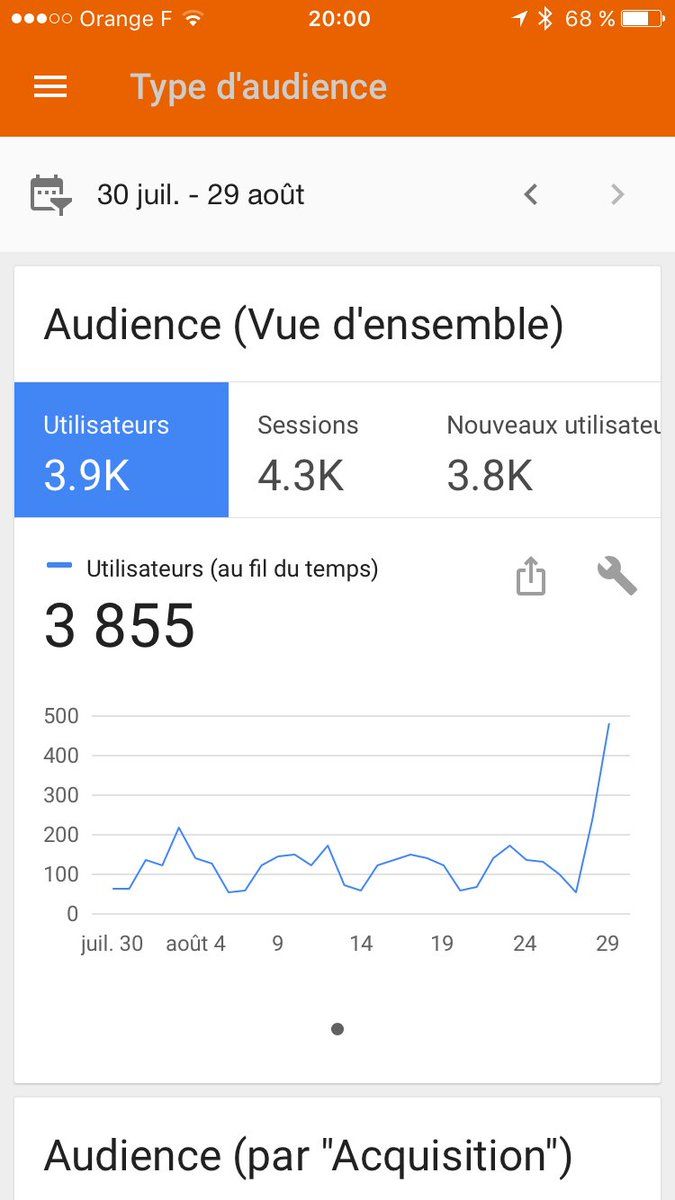 Orange F 20:00 68 %
Type d'audience
30 juil. - 29 août
Audience (Vue d'ensemble)
Utilisateurs Sessions Nouveaux utilisateu
3.9K 4.3K 3.8K
Utilisateurs (au fil du temps)
3 855
500
400
300
200
100
0
juil. 30 août 4 9 14 19 24 29
Audience (par "Acquisition")